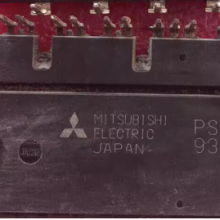 MITSUBISHI
ELECTRIC PS
JAPAN- 93